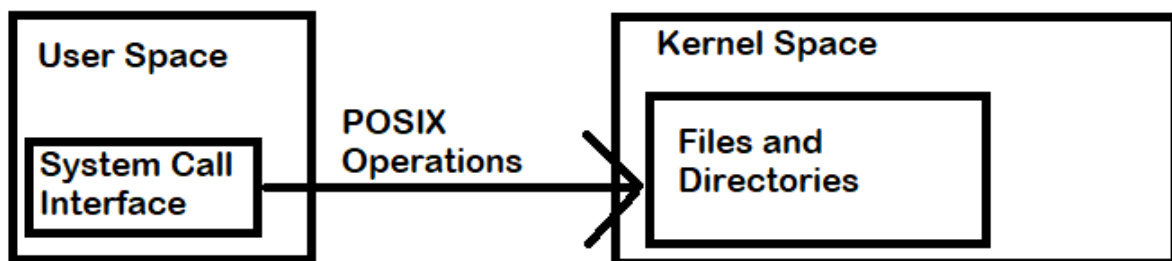 User Space
System Call
Interface
POSIX
Operations
Kernel Space
Files and
Directories